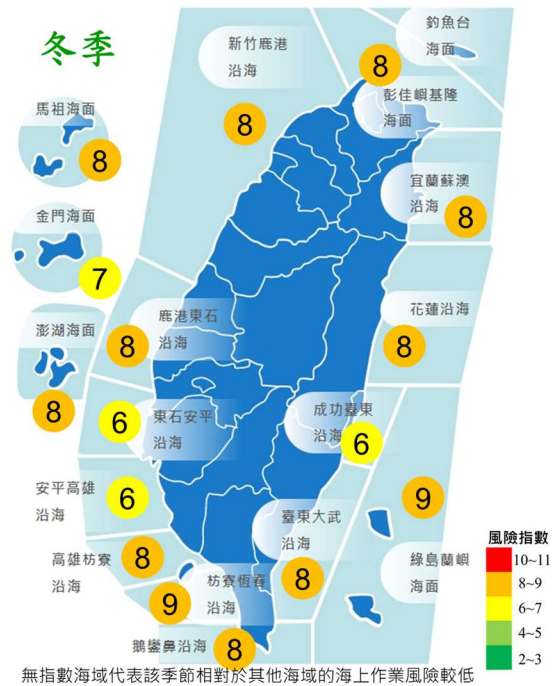 冬季
新竹鹿港
沿海
8
釣魚台
海面
8
彭佳嶼基隆
海面
馬祖海面
8
宜蘭蘇澳
沿海
8
金門海面
7
花蓮沿海
8
鹿港東石
沿海
8
澎湖海面
8
東石安平
沿海
6
成功臺東
沿海
6
安平高雄
沿海
6
9
綠島蘭嶼
海面
臺東大武
沿海
8
高雄枋寮
沿海
8
枋寮恆春
沿海
9
鵝鑾鼻沿海
8
風險指數
10~11
8~9
6~7
4~5
2~3
無指數海域代表該季節相對於其他海域的海上作業風險較低